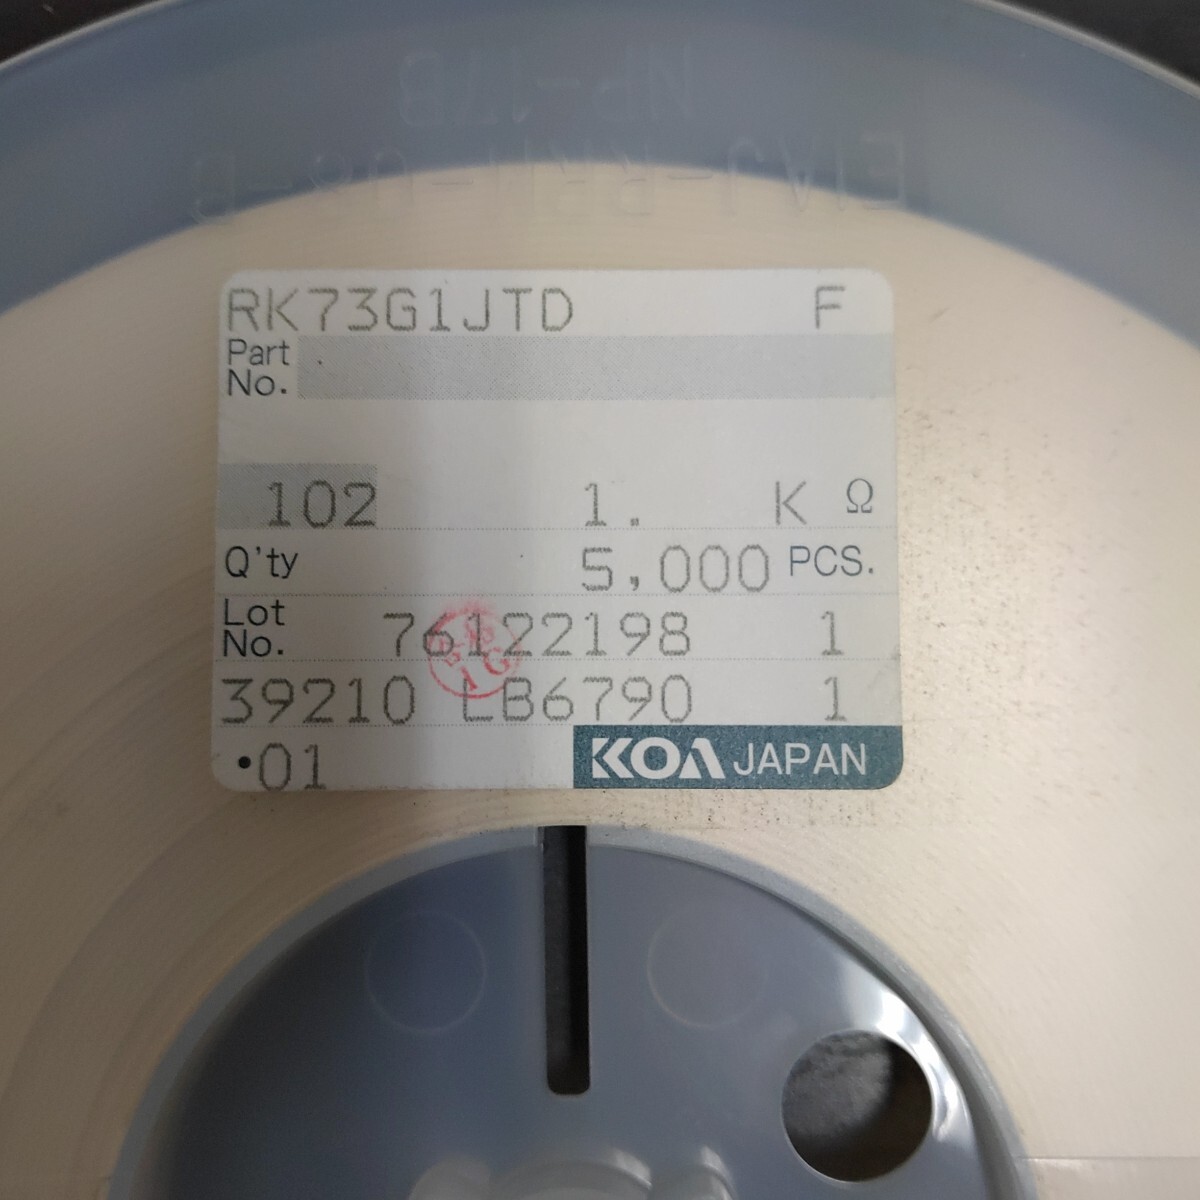 RK73G1JTD F
Part No.
102 1. K Ω
Q'ty 5,000 PCS.
Lot No. 76122198 1
39210 LB6790 1
•01 KOA JAPAN